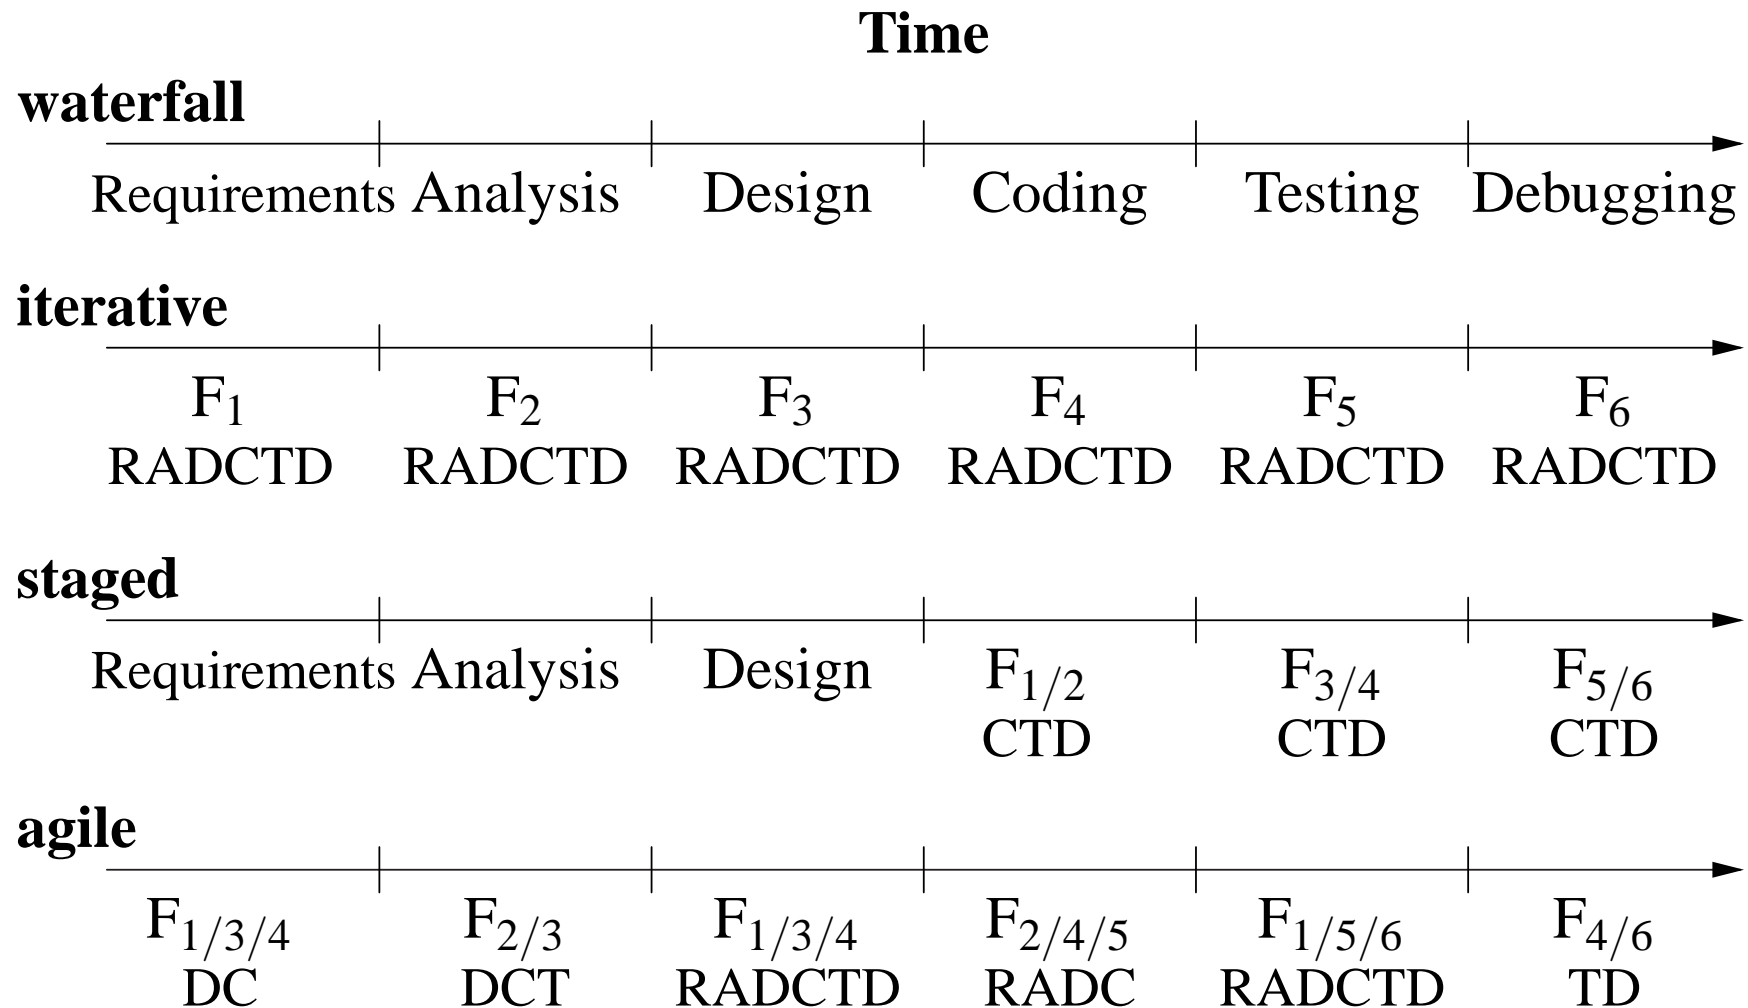 Time
waterfall
Requirements Analysis Design Coding Testing Debugging
iterative
F1 F2 F3 F4 F5 F6
RADCTD RADCTD RADCTD RADCTD RADCTD RADCTD
staged
Requirements Analysis Design F1/2 F3/4 F5/6
CTD CTD CTD
agile
F1/3/4 F2/3 F1/3/4 F2/4/5 F1/5/6 F4/6
DC DCT RADCTD RADC RADCTD TD